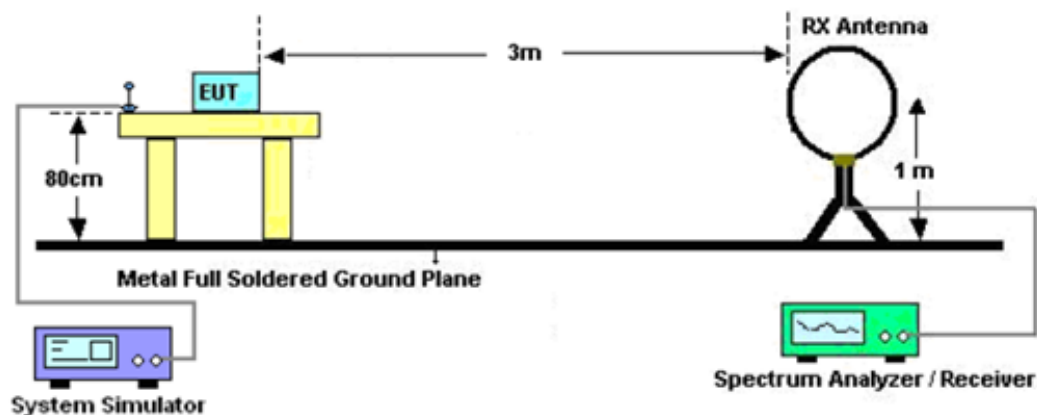 RX Antenna
3m
EUT
80cm
1 m
Metal Full Soldered Ground Plane
System Simulator
Spectrum Analyzer / Receiver